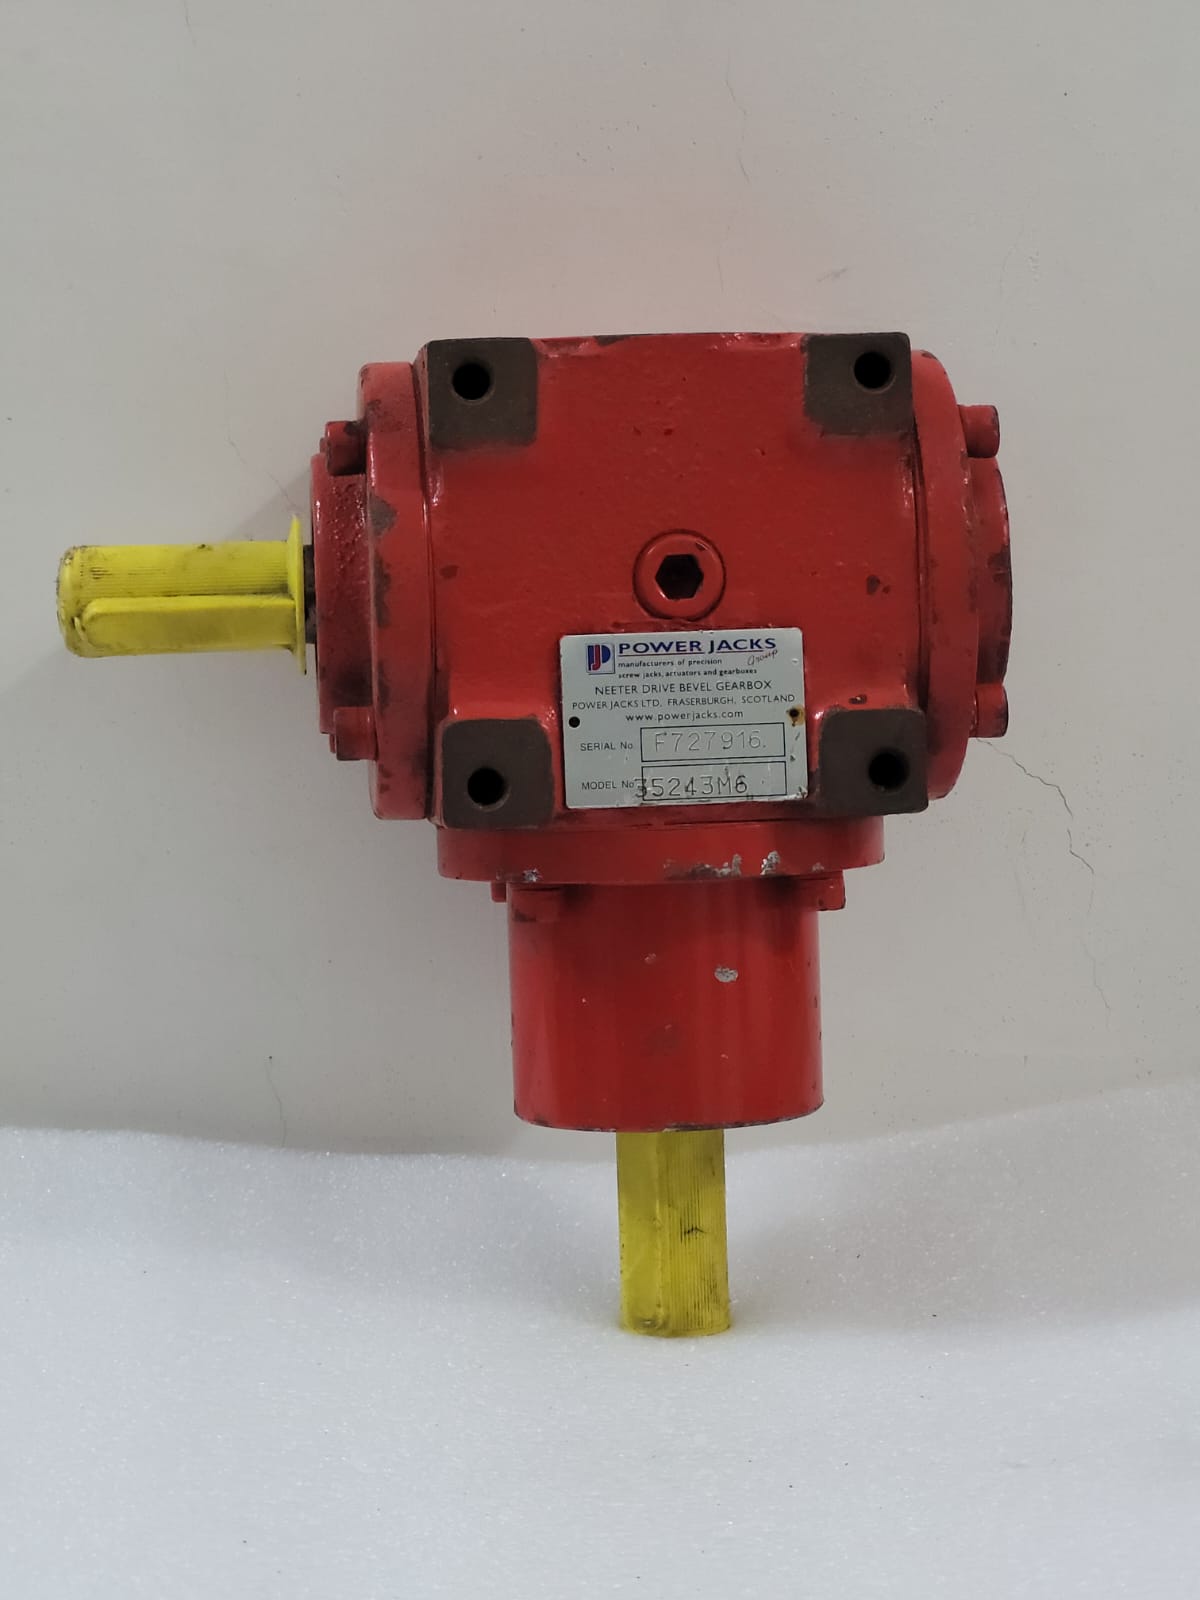 PJ POWER JACKS
Group
manufacturers of precision
screw jacks, actuators and gearboxes
NEETER DRIVE BEVEL GEARBOX
POWER JACKS LTD, FRASERBURGH, SCOTLAND
www.powerjacks.com
SERIAL No. F727916.
MODEL No 35243M6